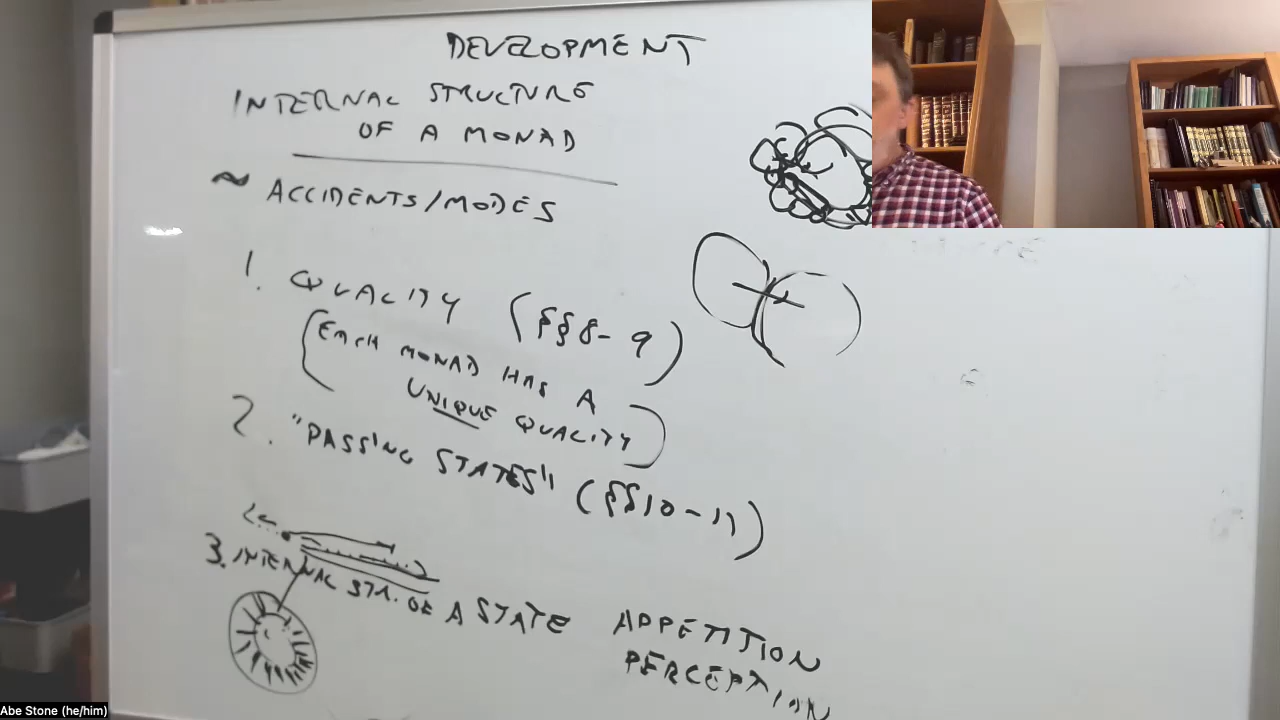 DEVELOPMENT
INTERNAL STRUCTURE
OF A MONAD
~ ACCIDENTS/MODES
1. QUALITY (§§8-9)
(EACH MONAD HAS A
UNIQUE QUALITY)
2. "PASSING STATES" (§§10-11)
3. INTERNAL STR. OF A STATE
APPETITION
PERCEPTION
Abe Stone (he/him)